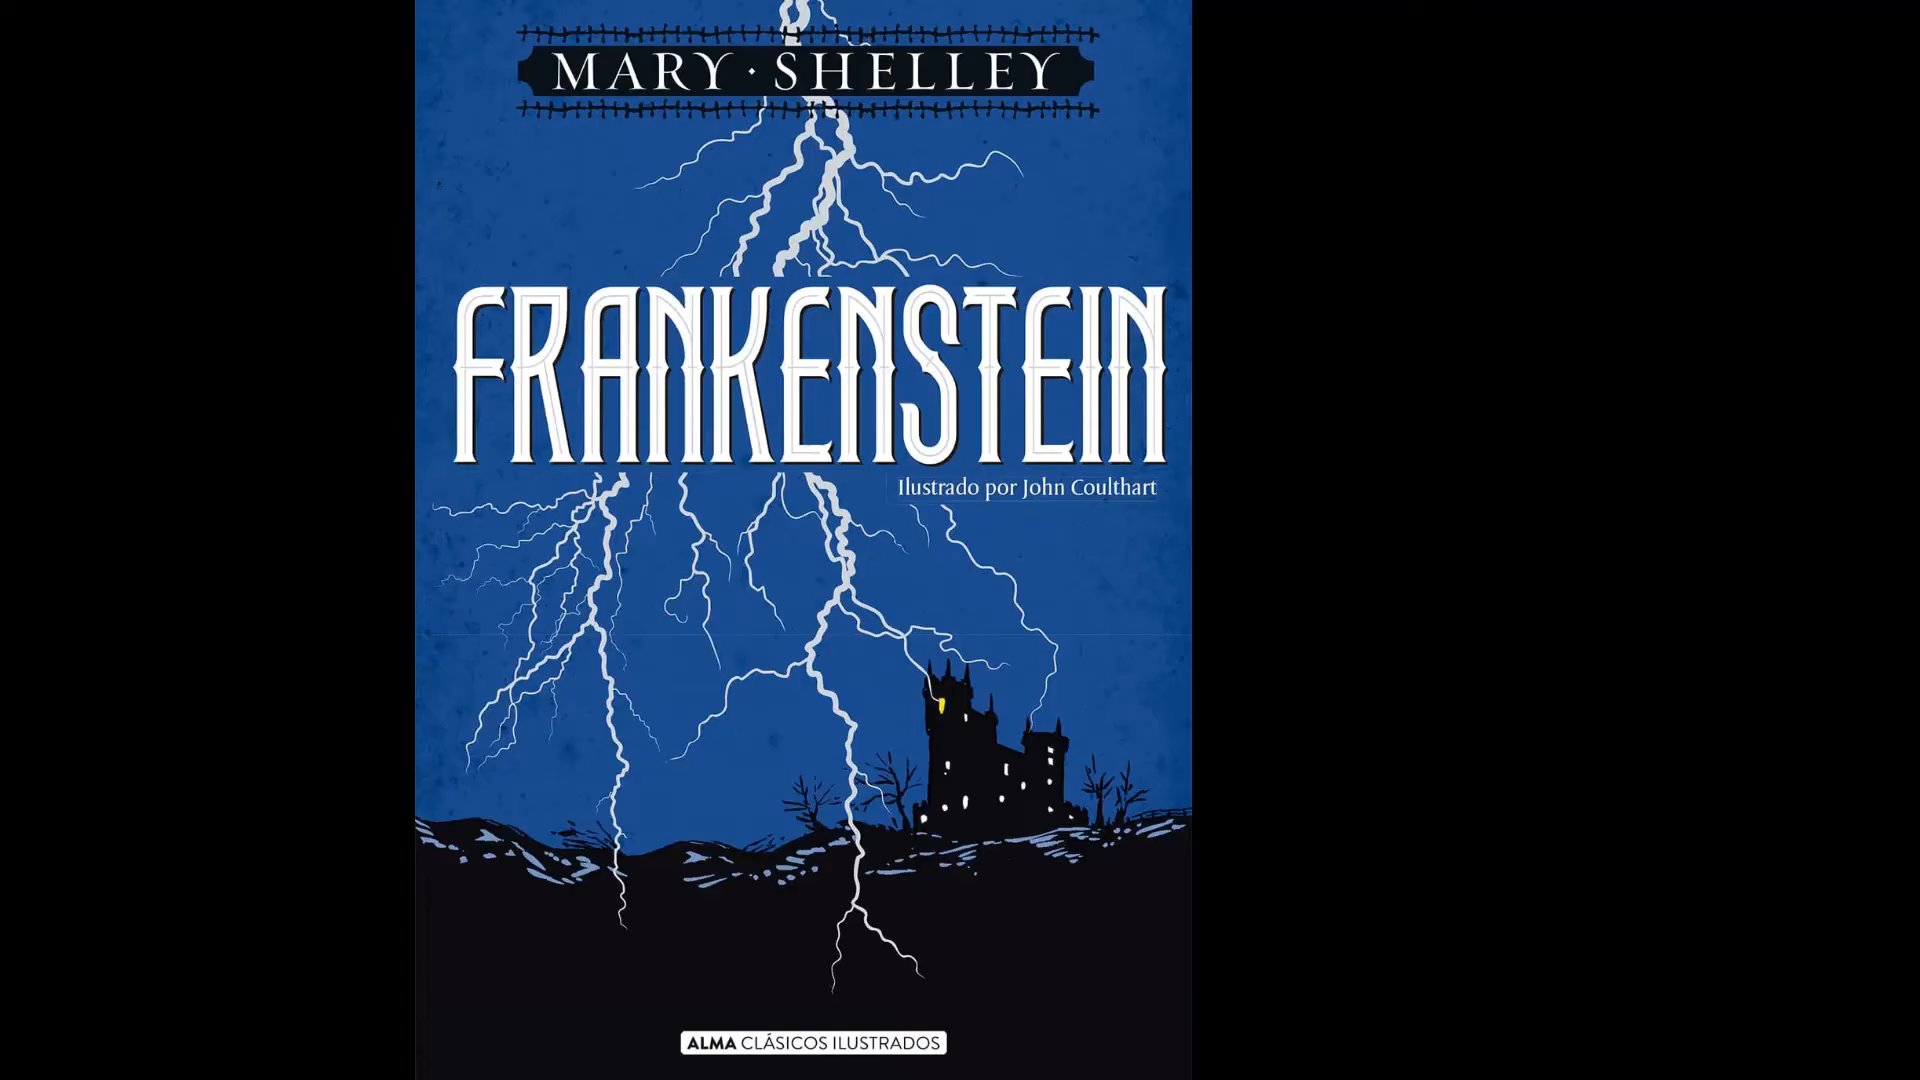 MARY · SHELLEY
FRANKENSTEIN
Ilustrado por John Coulthart
ALMA CLÁSICOS ILUSTRADOS